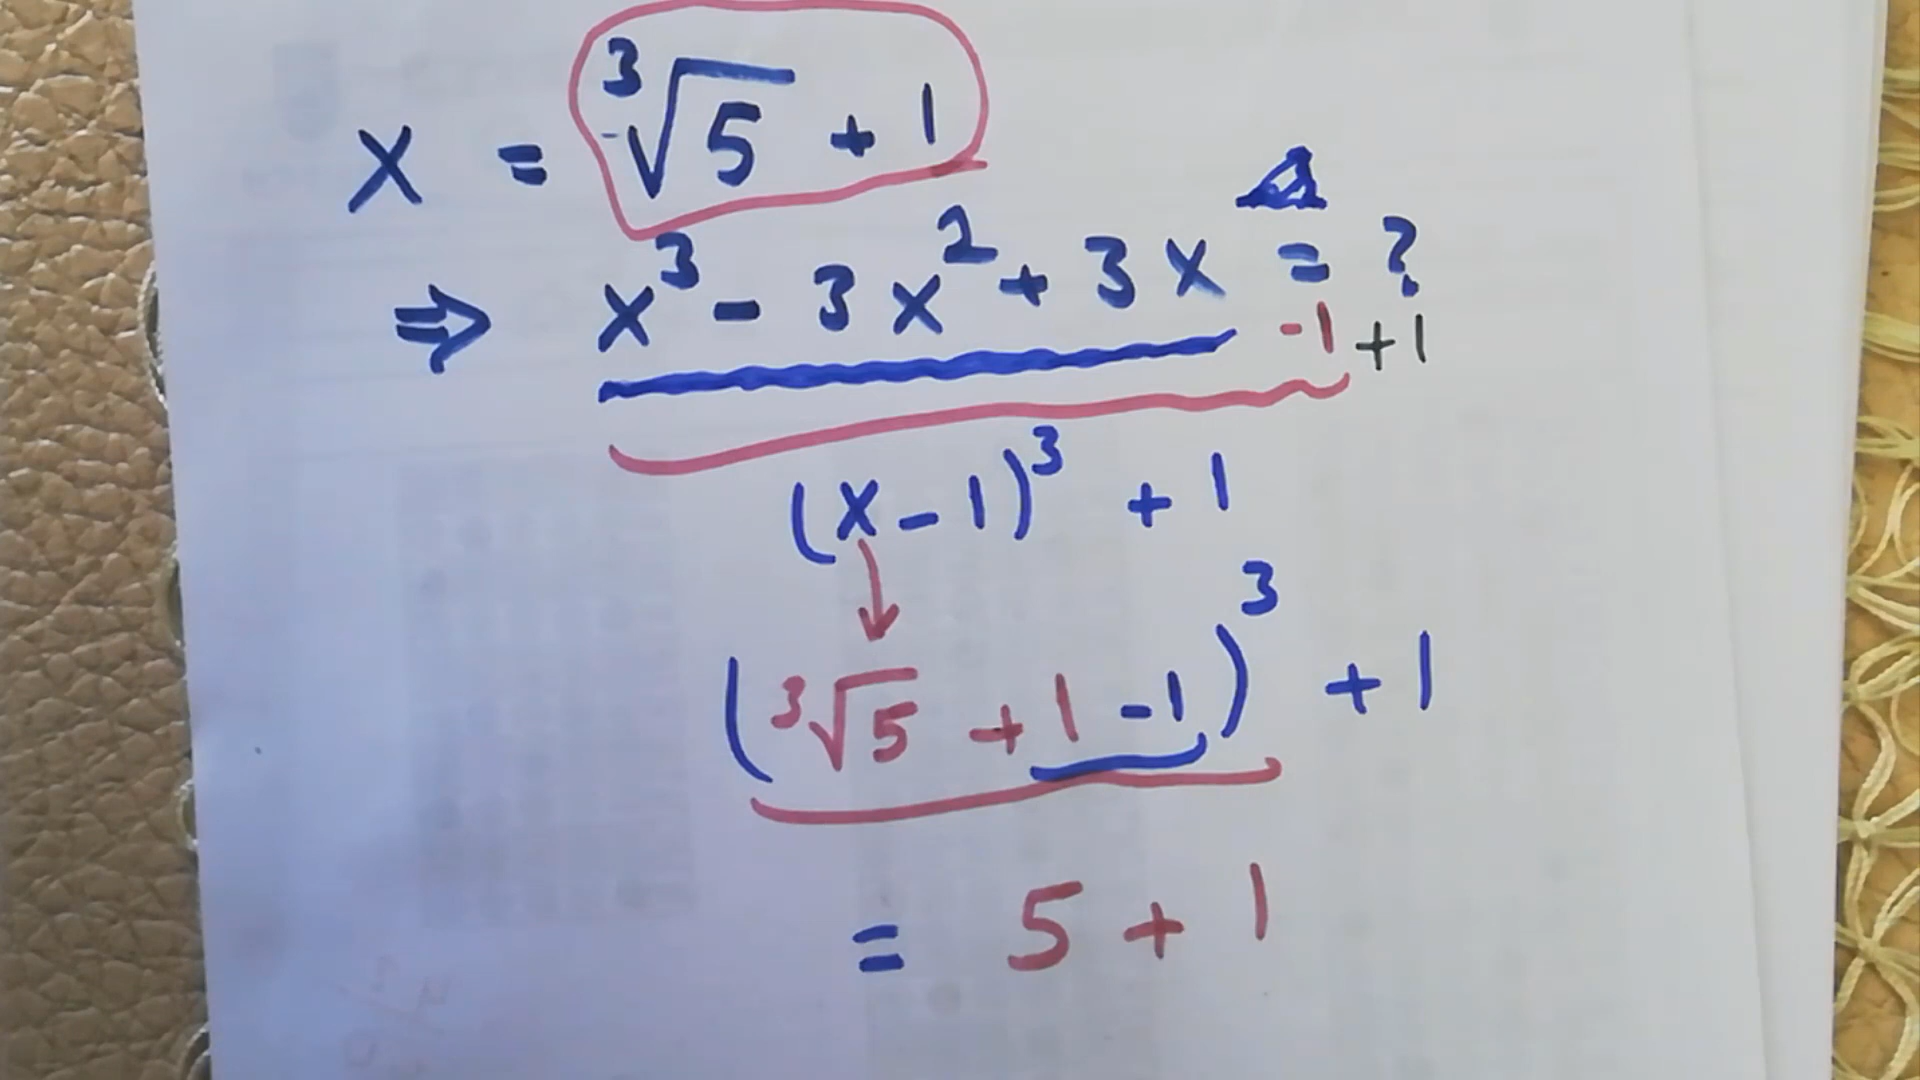 x = ∛5 + 1
⇒ x³ - 3x² + 3x = ?
-1 +1
(x - 1)³ + 1
(∛5 + 1 - 1)³ + 1
= 5 + 1